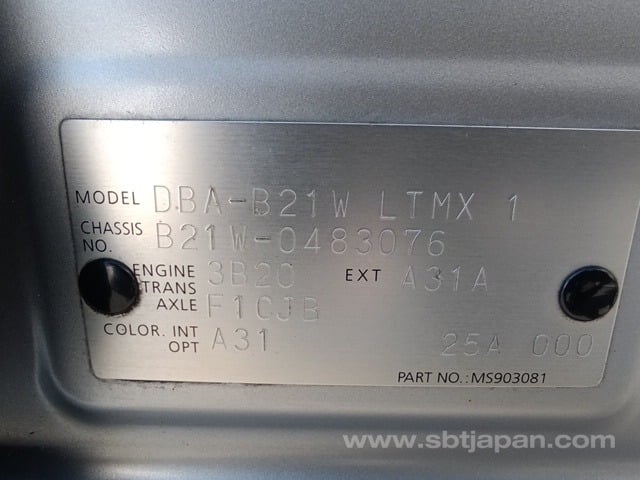 MODEL DBA-B21W LTMX 1
CHASSIS NO. B21W-0483076
ENGINE 3B20 EXT A31A
TRANS AXLE F1CJB
COLOR. INT OPT A31 25A 000
PART NO.: MS903081
www.sbtjapan.com